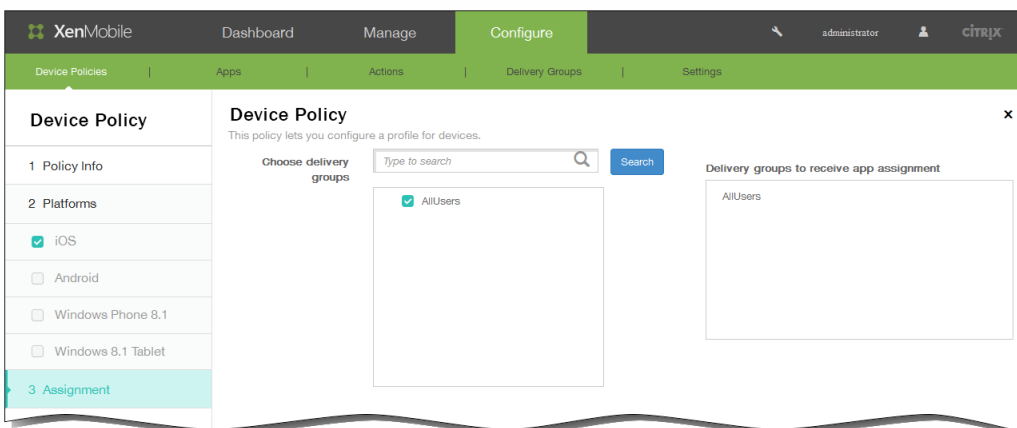 XenMobile Dashboard Manage Configure administrator CİTRIX
Device Policies | Apps | Actions | Delivery Groups | Settings
Device Policy
1 Policy Info
2 Platforms
iOS
Android
Windows Phone 8.1
Windows 8.1 Tablet
3 Assignment
Device Policy x
This policy lets you configure a profile for devices.
Choose delivery
groups
Type to search
Search
AllUsers
Delivery groups to receive app assignment
AllUsers